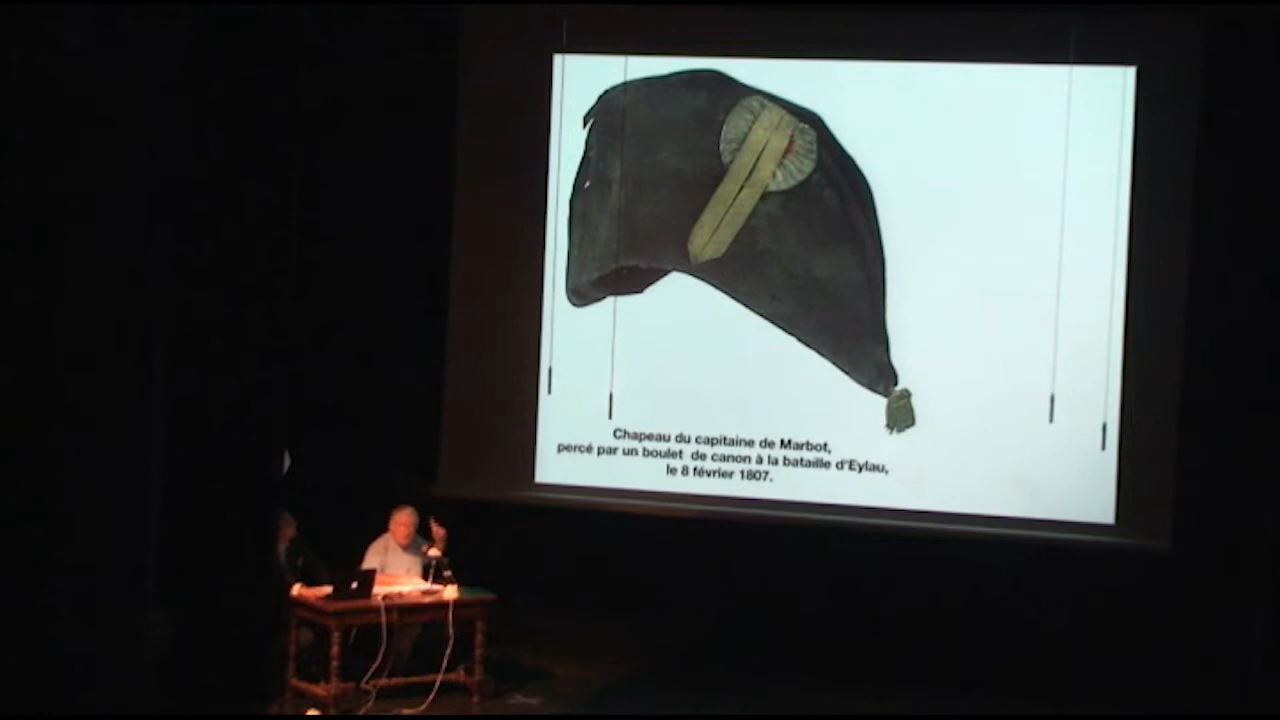 Chapeau du capitaine de Marbot,
percé par un boulet de canon à la bataille d'Eylau,
le 8 février 1807.